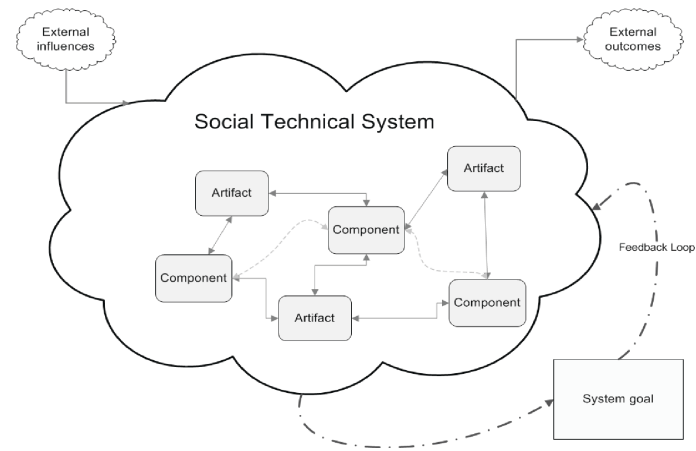 External
influences
External
outcomes
Social Technical System
Artifact
Artifact
Component
Component
Feedback Loop
Component
Artifact
System goal